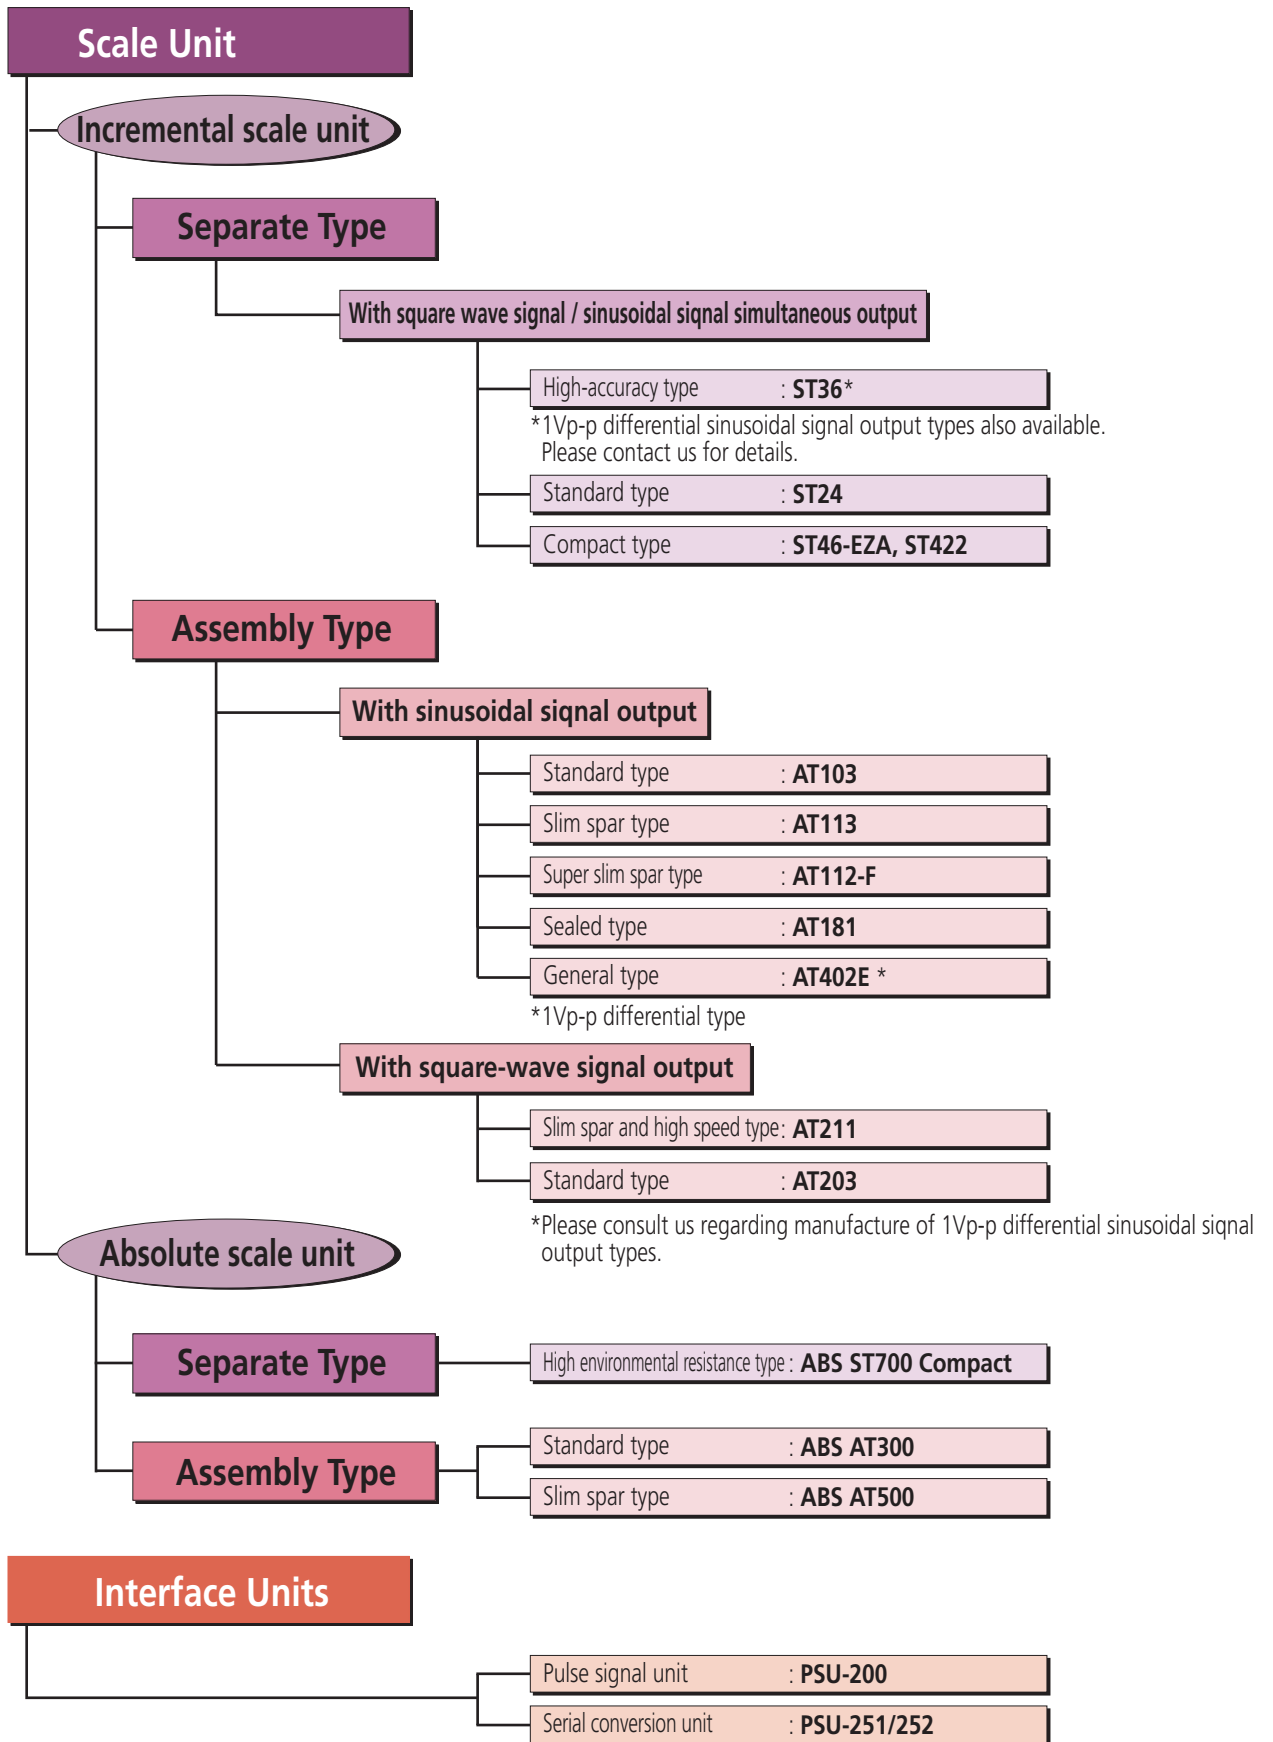 Scale Unit
Incremental scale unit
Separate Type
With square wave signal / sinusoidal siqnal simultaneous output
High-accuracy type : ST36*
*1Vp-p differential sinusoidal signal output types also available.
Please contact us for details.
Standard type : ST24
Compact type : ST46-EZA, ST422
Assembly Type
With sinusoidal siqnal output
Standard type : AT103
Slim spar type : AT113
Super slim spar type : AT112-F
Sealed type : AT181
General type : AT402E *
*1Vp-p differential type
With square-wave signal output
Slim spar and high speed type : AT211
Standard type : AT203
*Please consult us regarding manufacture of 1Vp-p differential sinusoidal siqnal
output types.
Absolute scale unit
Separate Type
High environmental resistance type : ABS ST700 Compact
Assembly Type
Standard type : ABS AT300
Slim spar type : ABS AT500
Interface Units
Pulse signal unit : PSU-200
Serial conversion unit : PSU-251/252